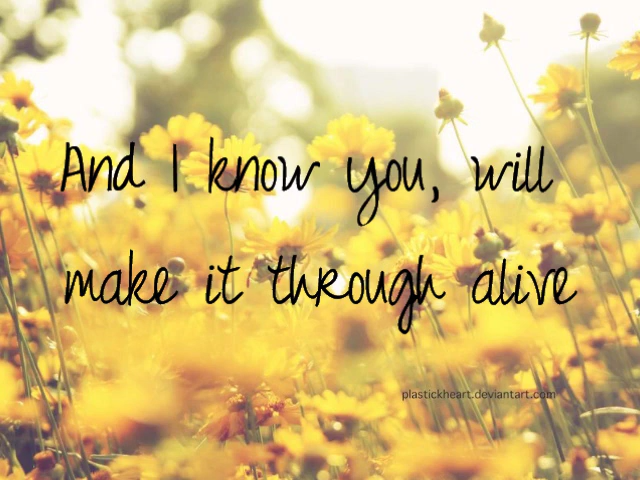 And I know you, will
make it through alive
plastickheart.deviantart.com